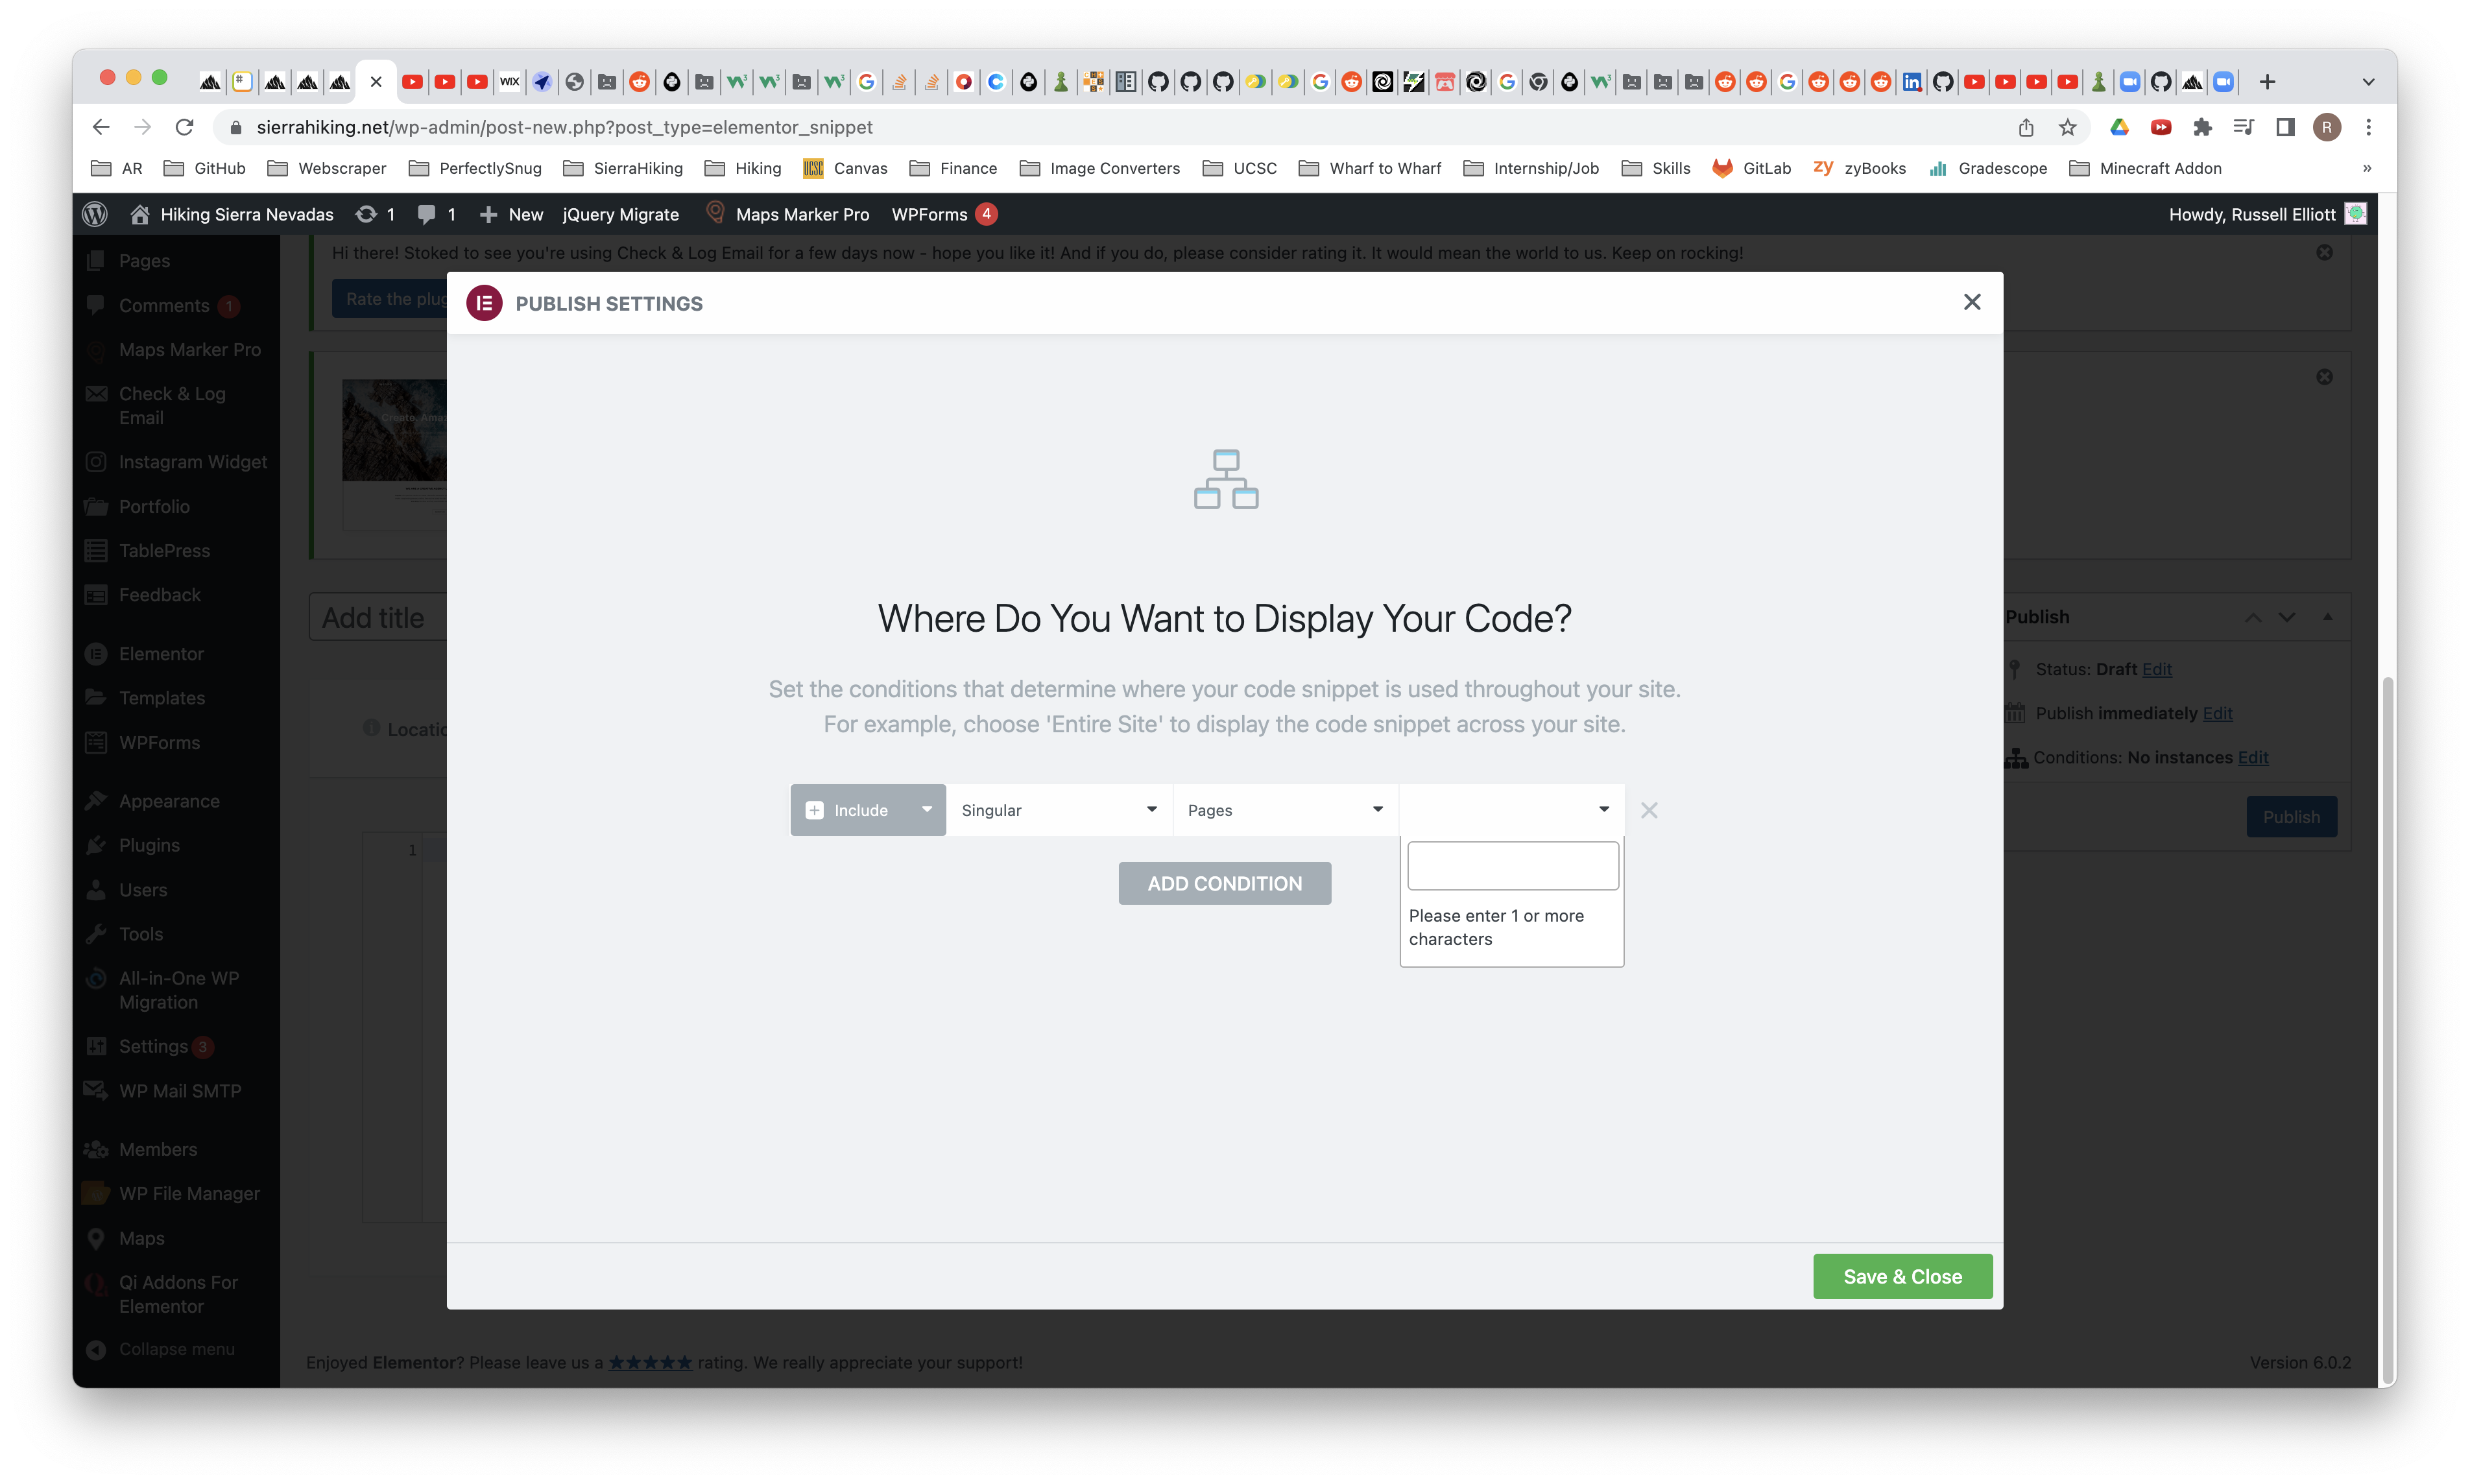 sierrahiking.net/wp-admin/post-new.php?post_type=elementor_snippet
AR GitHub Webscraper PerfectlySnug SierraHiking Hiking Canvas Finance Image Converters UCSC Wharf to Wharf Internship/Job Skills GitLab zyBooks Gradescope Minecraft Addon »
Hiking Sierra Nevadas 1 1 New jQuery Migrate Maps Marker Pro WPForms 4 Howdy, Russell Elliott
Hi there! Stoked to see you're using Check & Log Email for a few days now - hope you like it! And if you do, please consider rating it. It would mean the world to us. Keep on rocking!
Rate the plug
Pages
Comments 1
Maps Marker Pro
Check & Log
Email
Instagram Widget
Portfolio
TablePress
Feedback
Elementor
Templates
WPForms
Appearance
Plugins
Users
Tools
All-in-One WP
Migration
Settings 3
WP Mail SMTP
Members
WP File Manager
Maps
Qi Addons For
Elementor
Collapse menu
Create Amaz
Add title
Locatio
1
PUBLISH SETTINGS
Where Do You Want to Display Your Code?
Set the conditions that determine where your code snippet is used throughout your site.
For example, choose 'Entire Site' to display the code snippet across your site.
Include Singular Pages
ADD CONDITION
Please enter 1 or more
characters
Save & Close
Publish
Status: Draft Edit
Publish immediately Edit
Conditions: No instances Edit
Publish
Enjoyed Elementor? Please leave us a ★★★★★ rating. We really appreciate your support!
Version 6.0.2